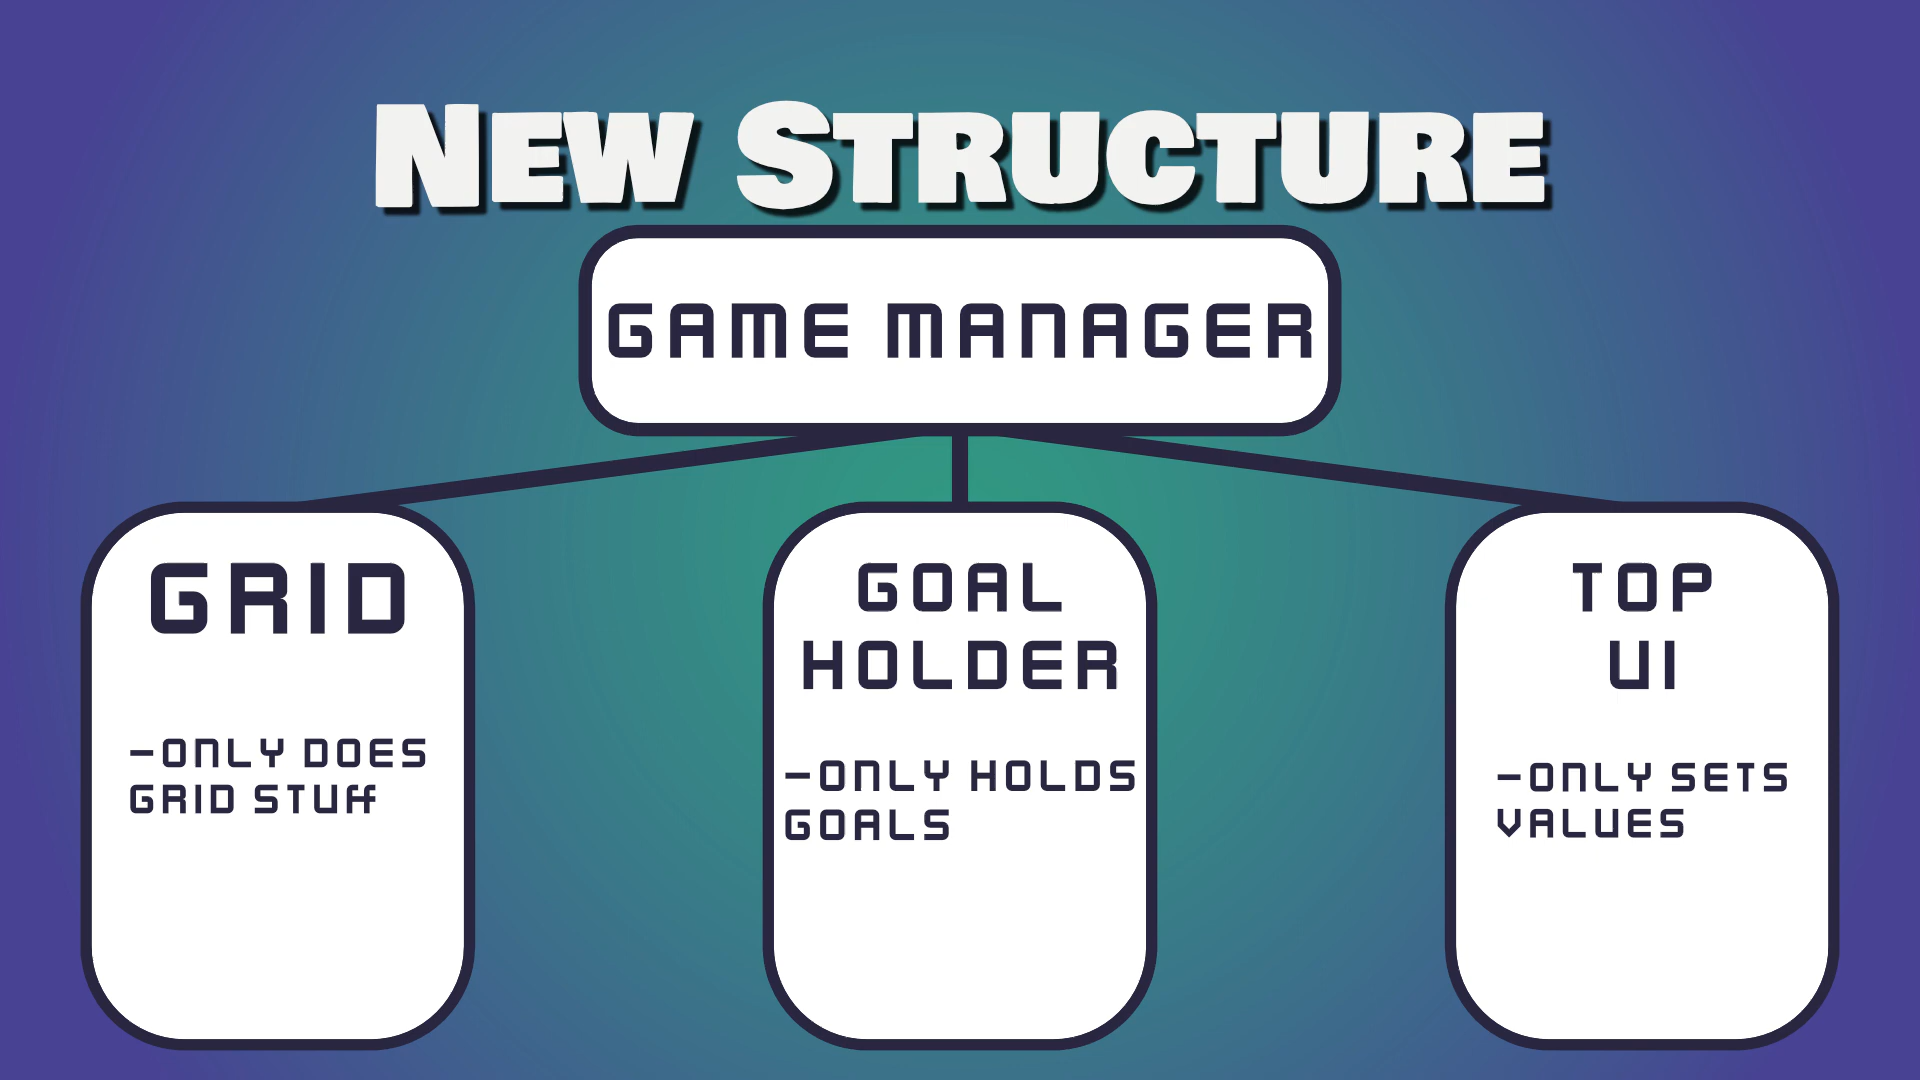 New Structure
GAME MANAGER
GRID
-ONLY DOES
GRID STUFF
GOAL
HOLDER
-ONLY HOLDS
GOALS
TOP
UI
-ONLY SETS
VALUES